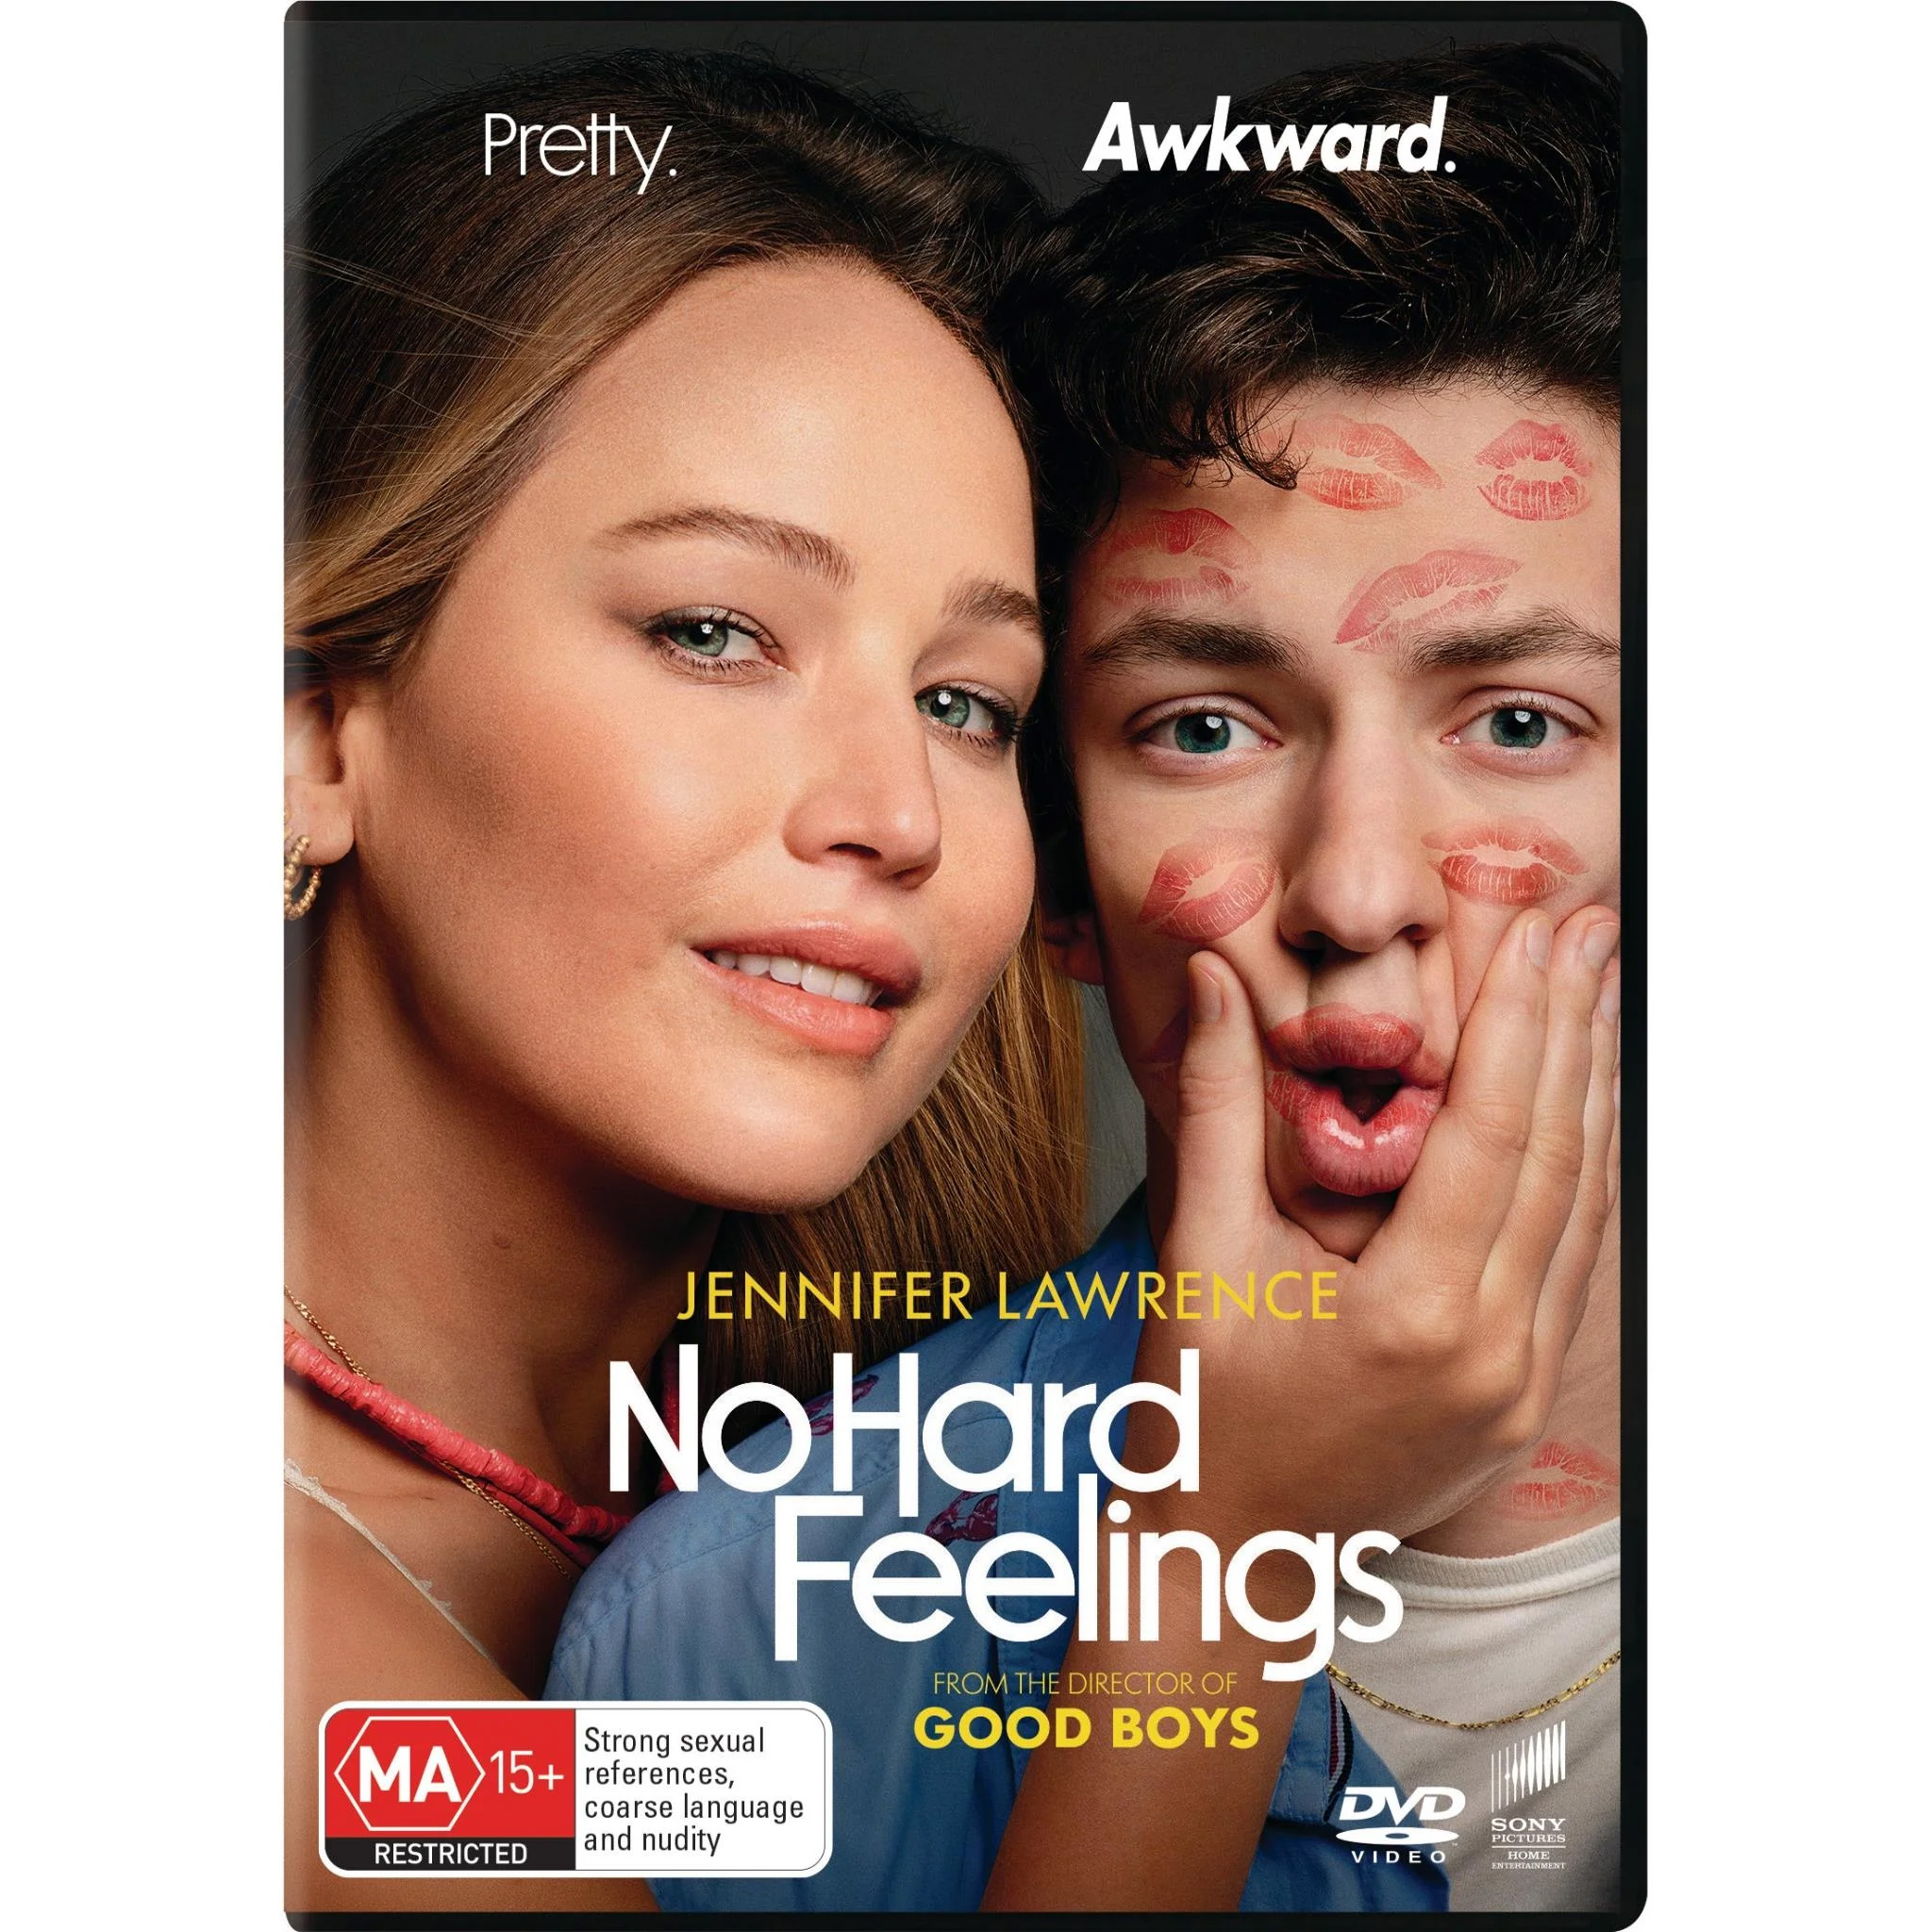 Pretty.
Awkward.
JENNIFER LAWRENCE
No Hard
Feelings
FROM THE DIRECTOR OF
GOOD BOYS
MA 15+
RESTRICTED
Strong sexual
references,
coarse language
and nudity
DVD
VIDEO
SONY
PICTURES
HOME
ENTERTAINMENT